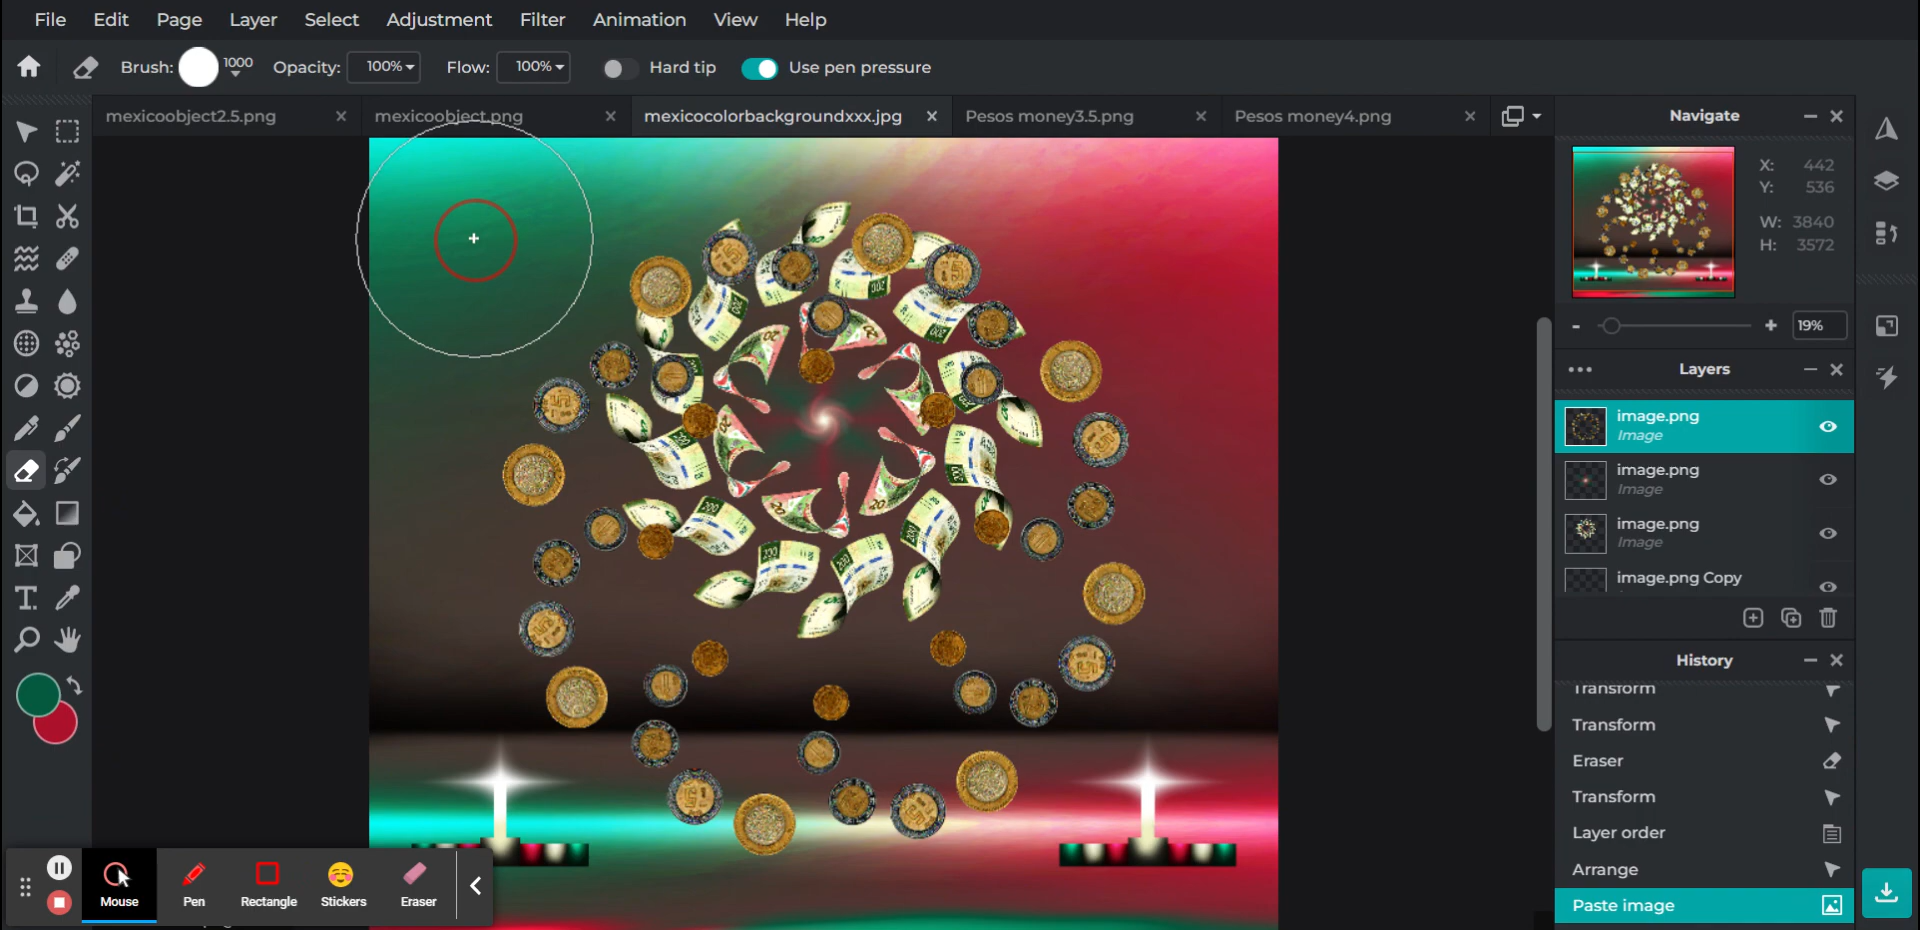 File Edit Page Layer Select Adjustment Filter Animation View Help
Brush: 1000 Opacity: 100% Flow: 100% Hard tip Use pen pressure
mexicoobject2.5.png mexicoobject.png mexicocolorbackgroundxxx.jpg Pesos money3.5.png Pesos money4.png
Navigate
X: 442
Y: 536
W: 3840
H: 3572
19%
Layers
image.png
Image
image.png
Image
image.png
Image
image.png Copy
History
Transform
Transform
Eraser
Transform
Layer order
Arrange
Paste image
Mouse Pen Rectangle Stickers Eraser